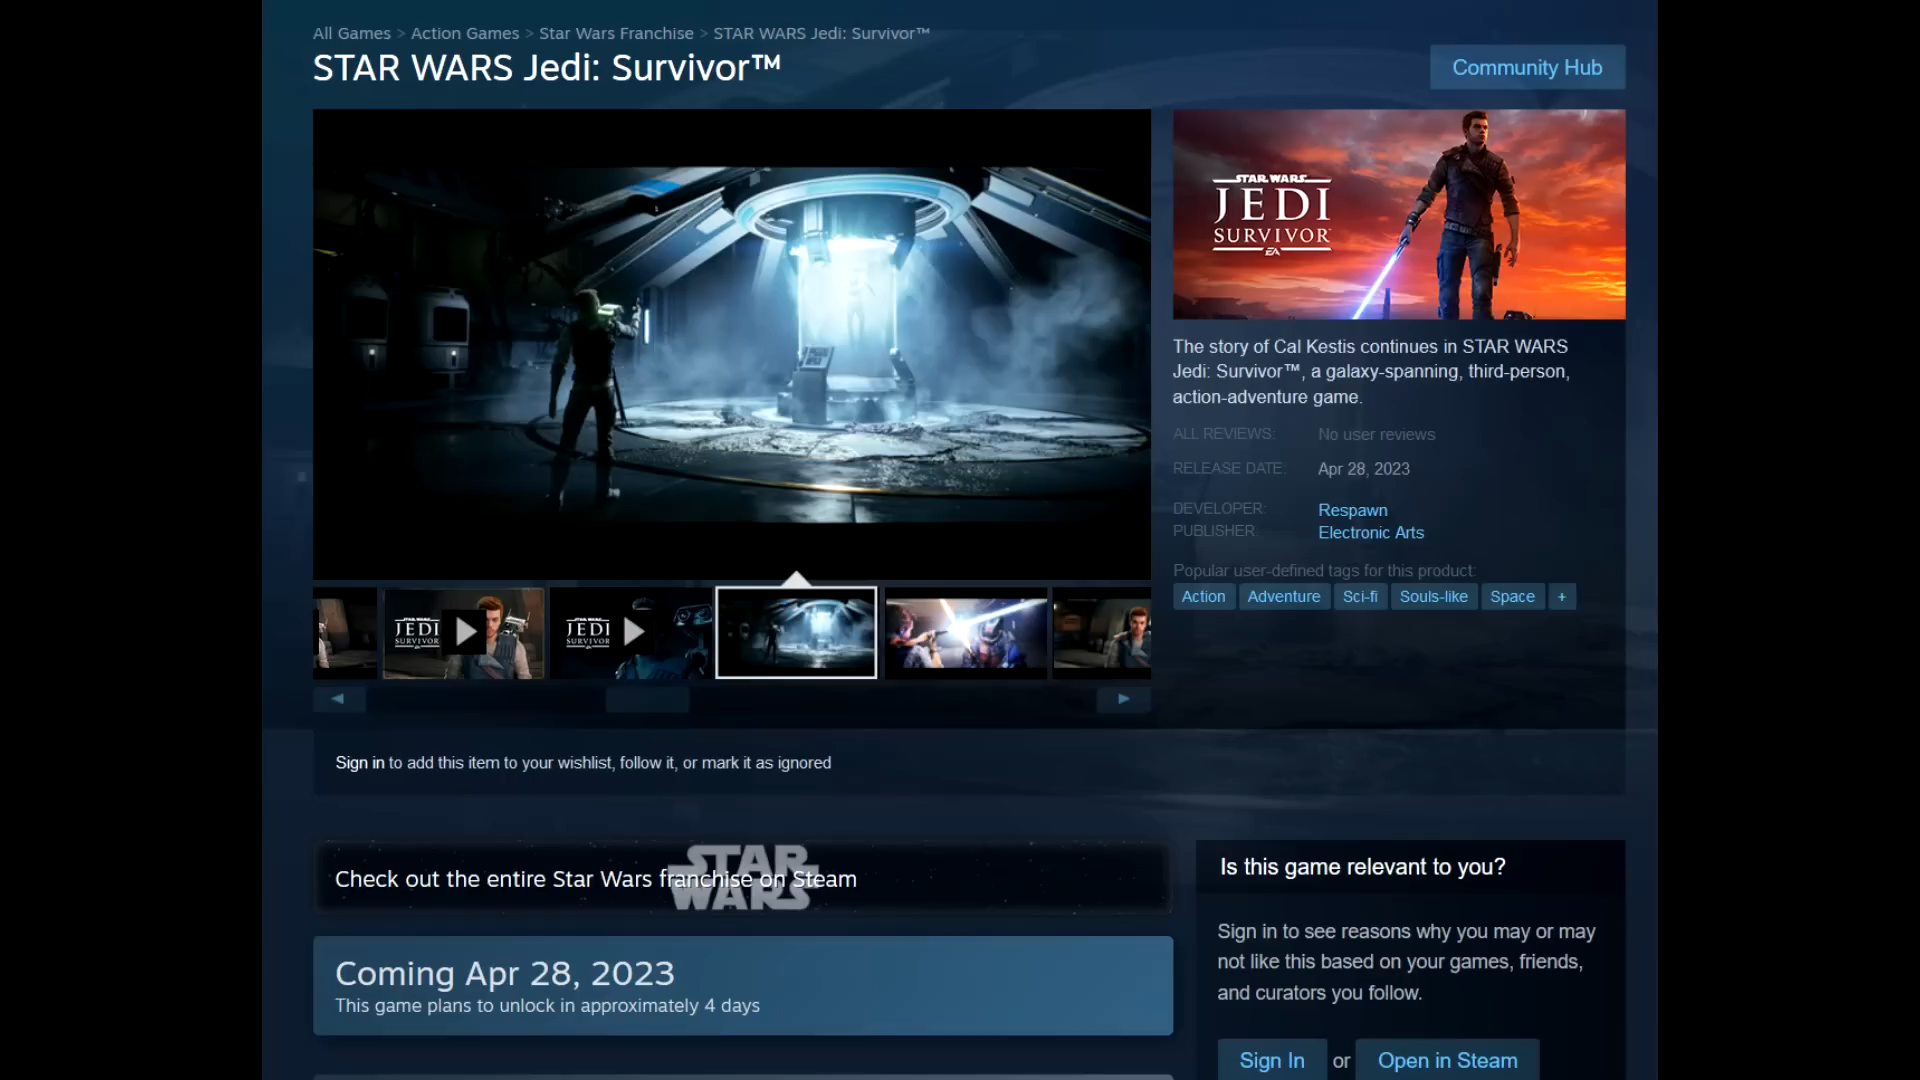 All Games > Action Games > Star Wars Franchise > STAR WARS Jedi: Survivor™
STAR WARS Jedi: Survivor™
Community Hub
STAR WARS
JEDI
SURVIVOR
EA
The story of Cal Kestis continues in STAR WARS
Jedi: Survivor™, a galaxy-spanning, third-person,
action-adventure game.
ALL REVIEWS: No user reviews
RELEASE DATE: Apr 28, 2023
DEVELOPER: Respawn
PUBLISHER: Electronic Arts
Popular user-defined tags for this product:
Action Adventure Sci-fi Souls-like Space +
STAR WARS
JEDI
SURVIVOR
STAR WARS
JEDI
SURVIVOR
Sign in to add this item to your wishlist, follow it, or mark it as ignored
STAR
WARS
Check out the entire Star Wars franchise on Steam
Coming Apr 28, 2023
This game plans to unlock in approximately 4 days
Is this game relevant to you?
Sign in to see reasons why you may or may
not like this based on your games, friends,
and curators you follow.
Sign In or Open in Steam